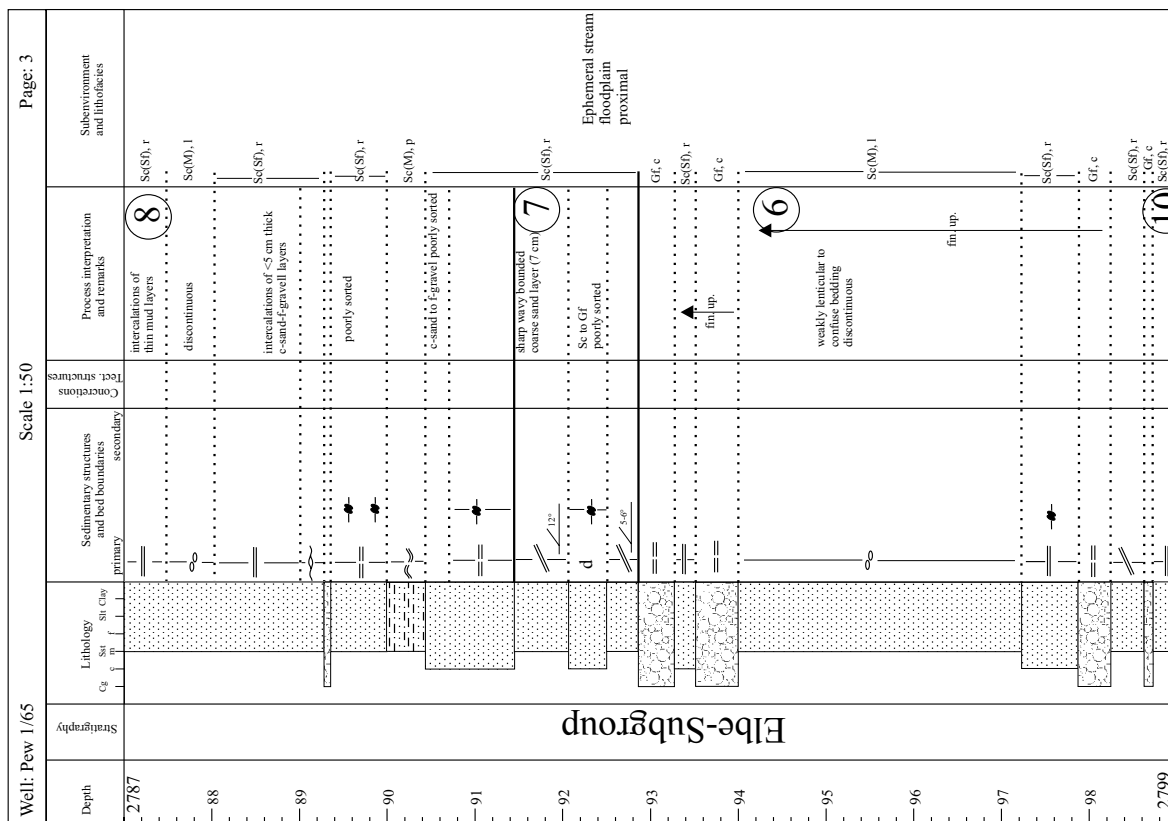 Well: Pew 1/65
Scale 1:50
Page: 3
Depth
Stratigraphy
Lithology
Cg
c
Sst
m
f
Slt
Clay
Sedimentary structures
and bed boundaries
primary
secondary
Concretions
Tect. structures
Process interpretation
and remarks
Subenvironment
and lithofacies
2787
88
89
90
91
92
93
94
95
96
97
98
2799
Elbe-Subgroup
12°
d
5-6°
intercalations of
thin mud layers
8
discontinuous
intercalations of <5 cm thick
c-sand-f-gravell layers
poorly sorted
c-sand to f-gravel poorly sorted
sharp wavy bounded
coarse sand layer (7 cm)
7
Sc to Gf
poorly sorted
fin. up.
6
weakly lenticular to
confuse bedding
discontinuous
fin. up.
10
Sc(Sf), r
Sc(M), l
Sc(Sf), r
Sc(Sf), r
Sc(M), p
Sc(Sf), r
Gf, c
Sc(Sf), r
Gf, c
Sc(M), l
Sc(Sf), r
Gf, c
Sc(Sf), r
Gf, c
Sc(Sf), r
Ephemeral stream
floodplain
proximal